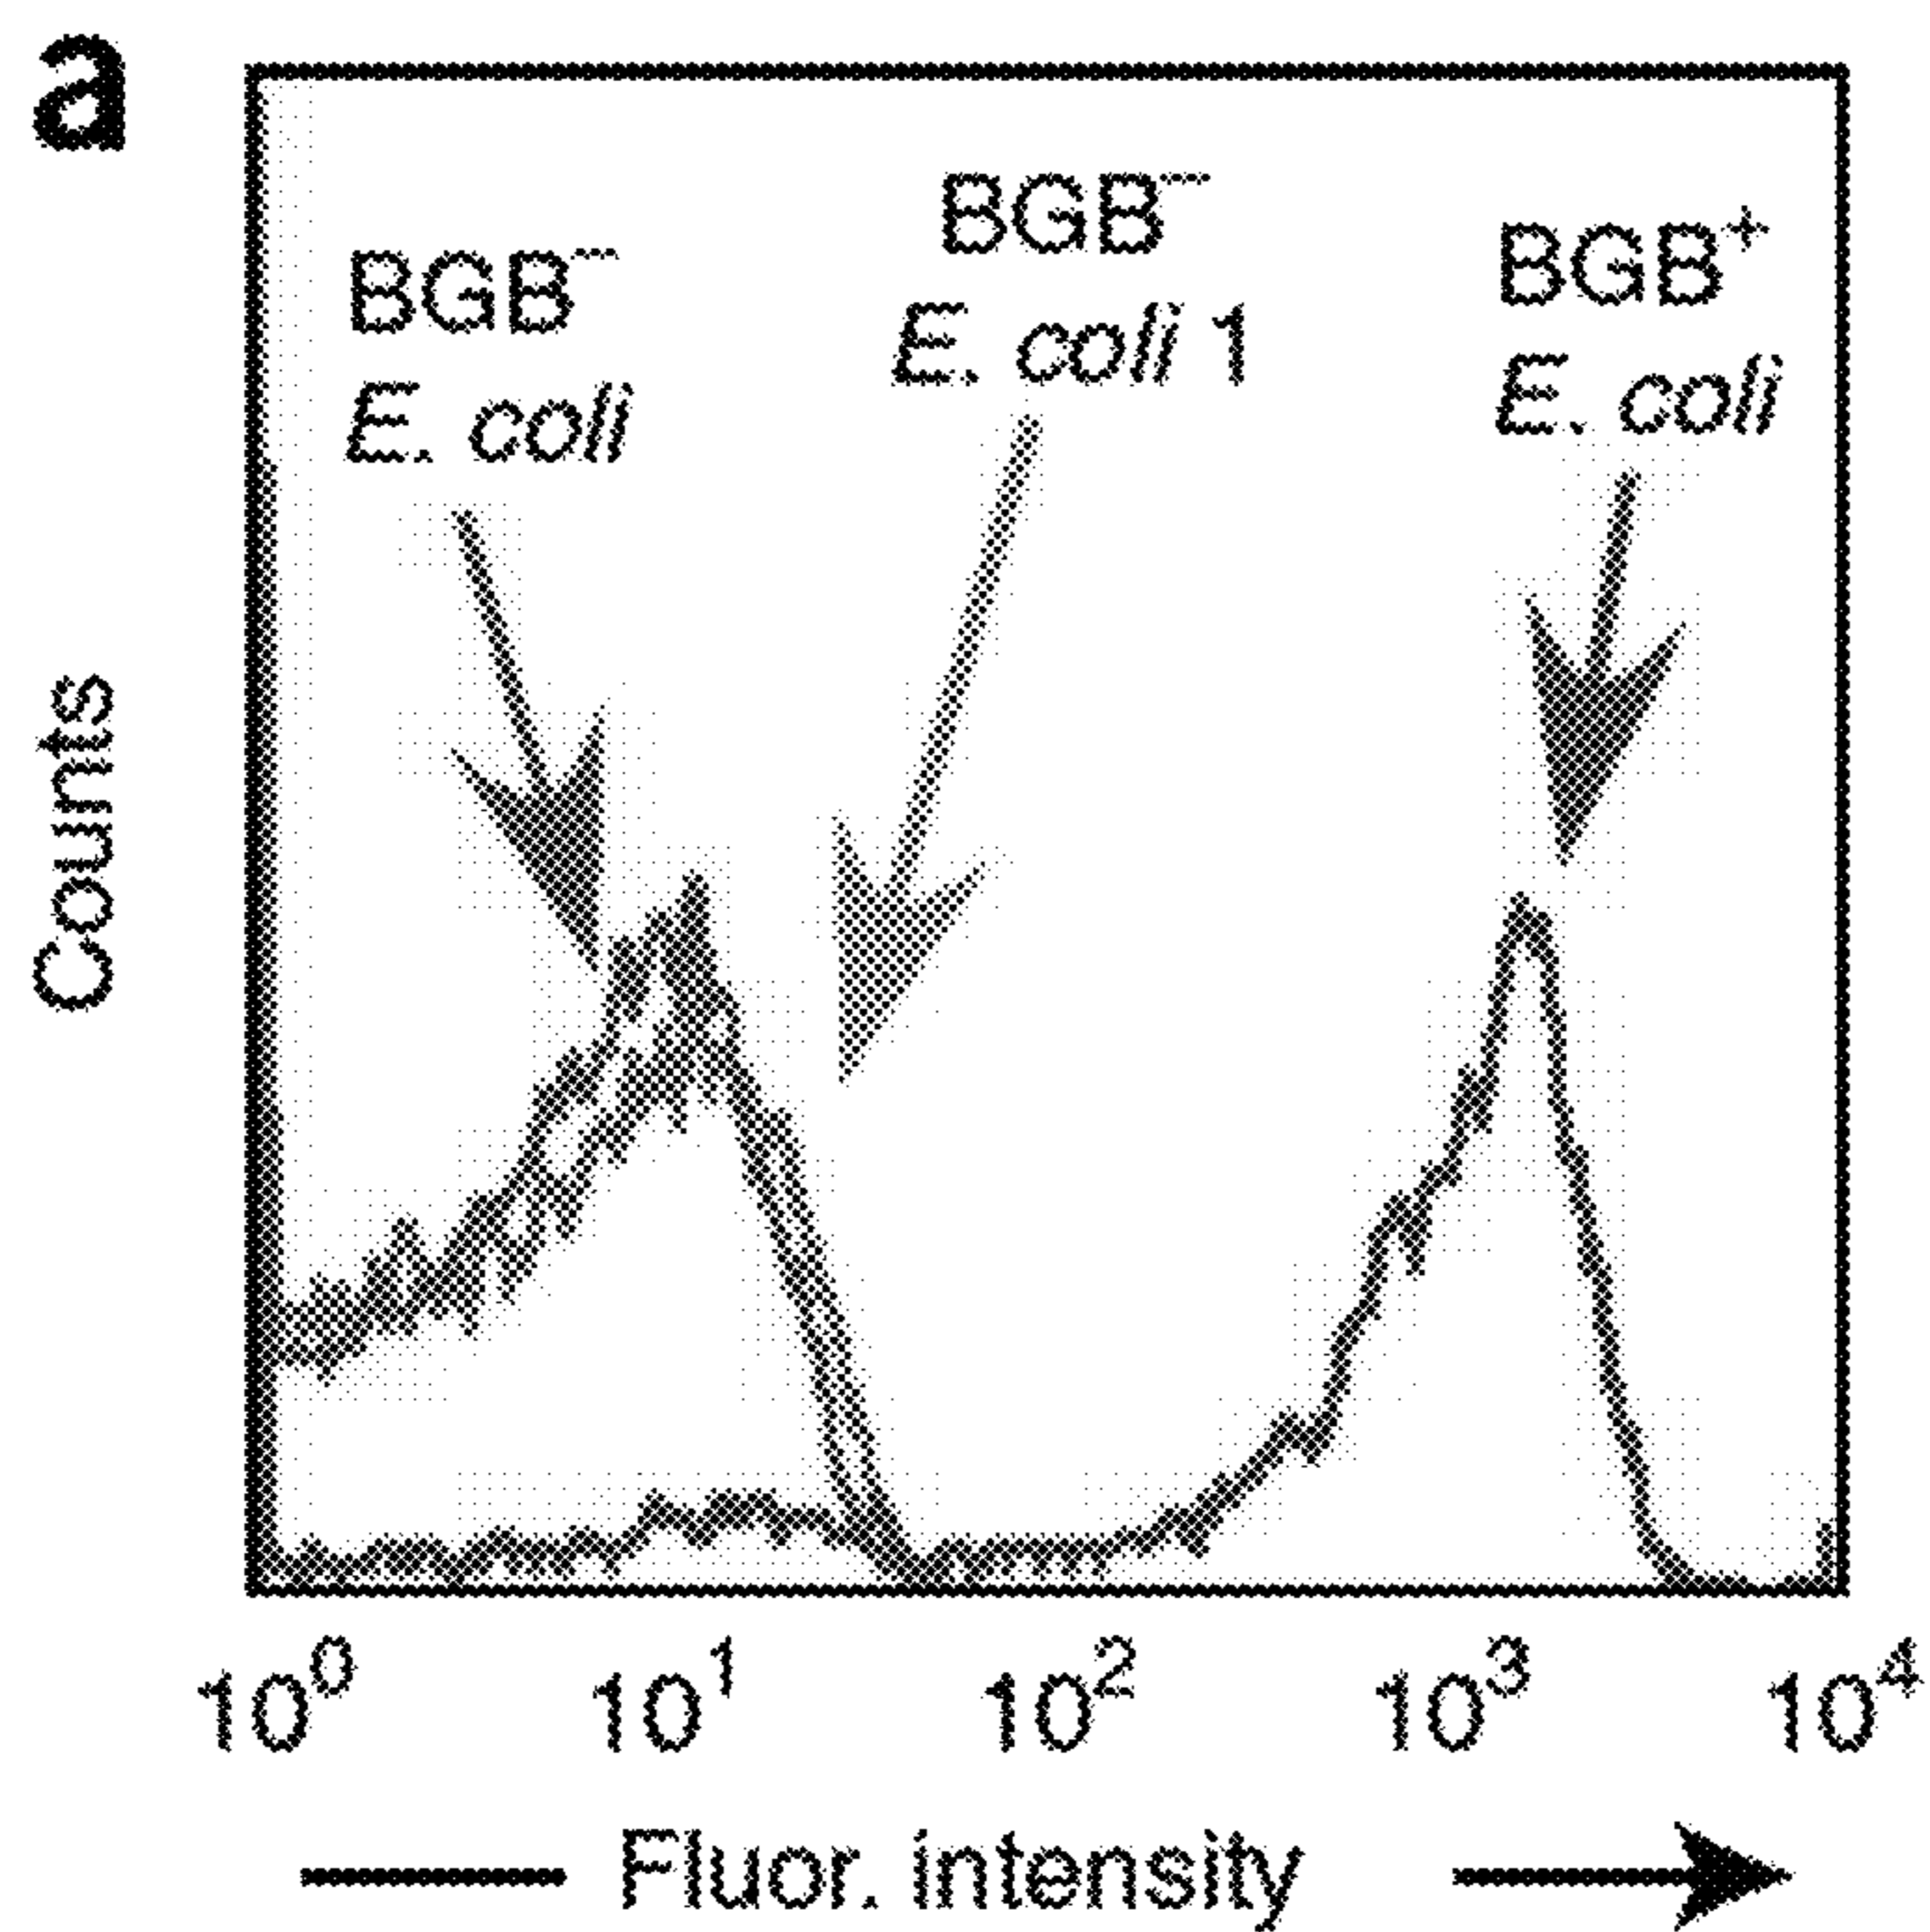 a
BGB⁻
E. coli
BGB⁻
E. coli 1
BGB⁺
E. coli
Counts
10⁰ 10¹ 10² 10³ 10⁴
Fluor. intensity